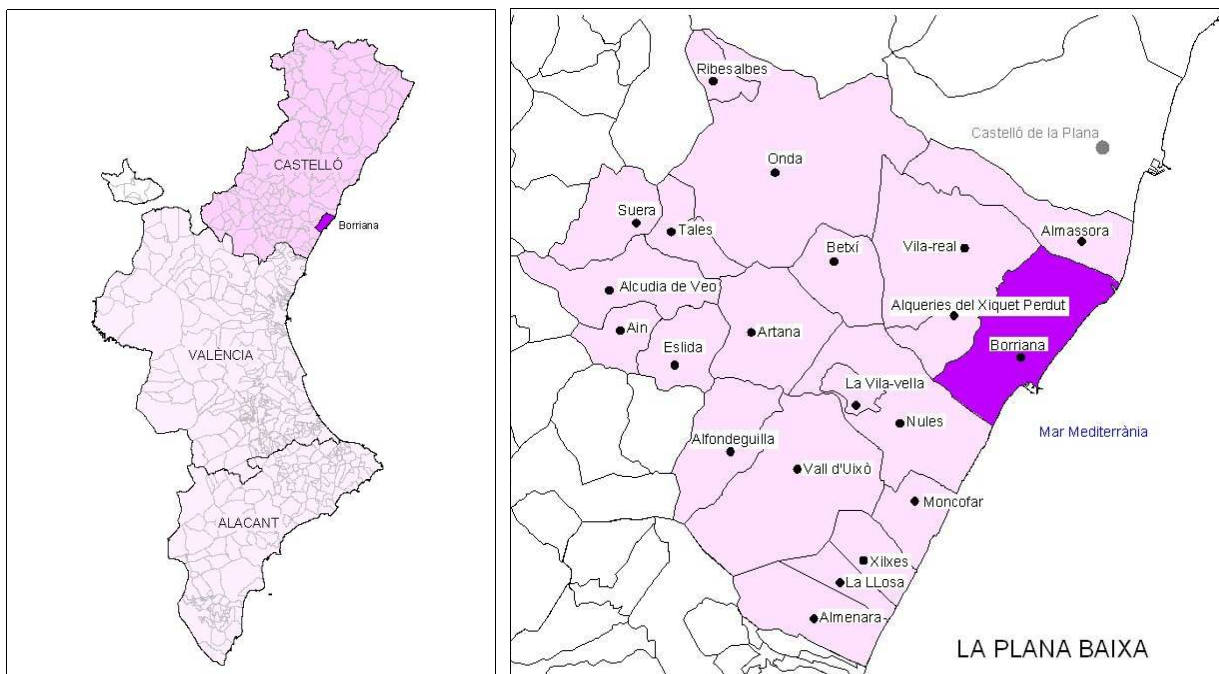 CASTELLÓ
Borriana
VALÈNCIA
ALACANT
Ribesalbes
Castelló de la Plana
Onda
Suera
Tales
Almassora
Betxí
Vila-real
Alcudia de Veo
Alqueries del Xiquet Perdut
Ain
Artana
Eslida
Borriana
La Vila-vella
Nules
Mar Mediterrània
Alfondeguilla
Vall d'Uixò
Moncofar
Xilxes
La LLosa
Almenara
LA PLANA BAIXA